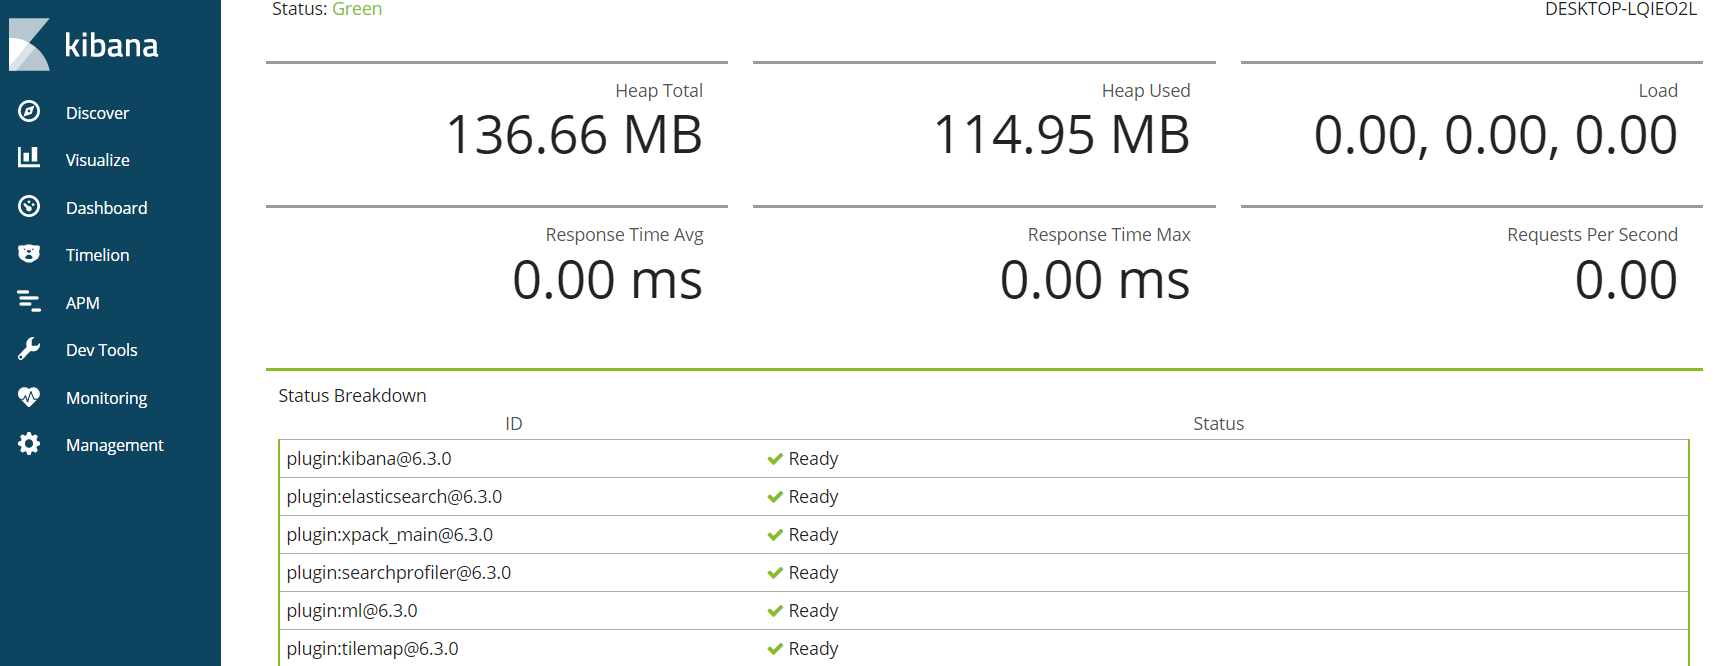 kibana
Discover
Visualize
Dashboard
Timelion
APM
Dev Tools
Monitoring
Management
Status: Green
DESKTOP-LQIEO2L
Heap Total
136.66 MB
Heap Used
114.95 MB
Load
0.00, 0.00, 0.00
Response Time Avg
0.00 ms
Response Time Max
0.00 ms
Requests Per Second
0.00
Status Breakdown
ID Status
plugin:kibana@6.3.0 Ready
plugin:elasticsearch@6.3.0 Ready
plugin:xpack_main@6.3.0 Ready
plugin:searchprofiler@6.3.0 Ready
plugin:ml@6.3.0 Ready
plugin:tilemap@6.3.0 Ready